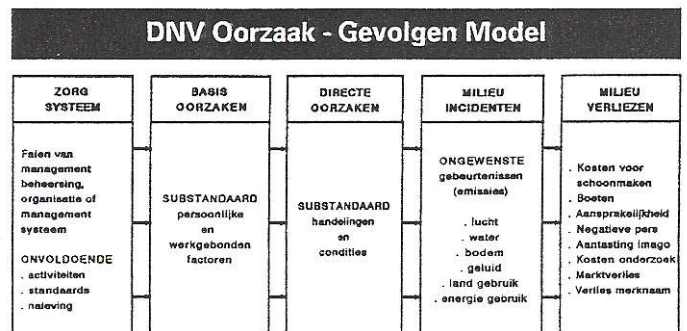 DNV Oorzaak - Gevolgen Model
ZORG
SYSTEEM
Falen van
management
beheersing,
organisatie of
management
systeem
ONVOLDOENDE
. activiteiten
. standaards
. naleving
BASIS
OORZAKEN
SUBSTANDAARD
persoonlijke
en
werkgebonden
factoren
DIRECTE
OORZAKEN
SUBSTANDAARD
handelingen
en
condities
MILIEU
INCIDENTEN
ONGEWENSTE
gebeurtenissen
(emissies)
. lucht
. water
. bodem
. geluid
. land gebruik
. energie gebruik
MILIEU
VERLIEZEN
. Kosten voor
schoonmaken
. Boeten
. Aansprakelijkheid
. Negatieve pers
. Aantasting imago
. Kosten onderzoek
. Marktverlies
. Verlies merknaam